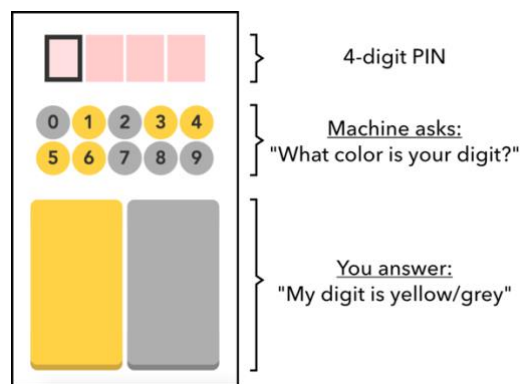 4-digit PIN
0 1 2 3 4
Machine asks:
5 6 7 8 9
"What color is your digit?"
You answer:
"My digit is yellow/grey"